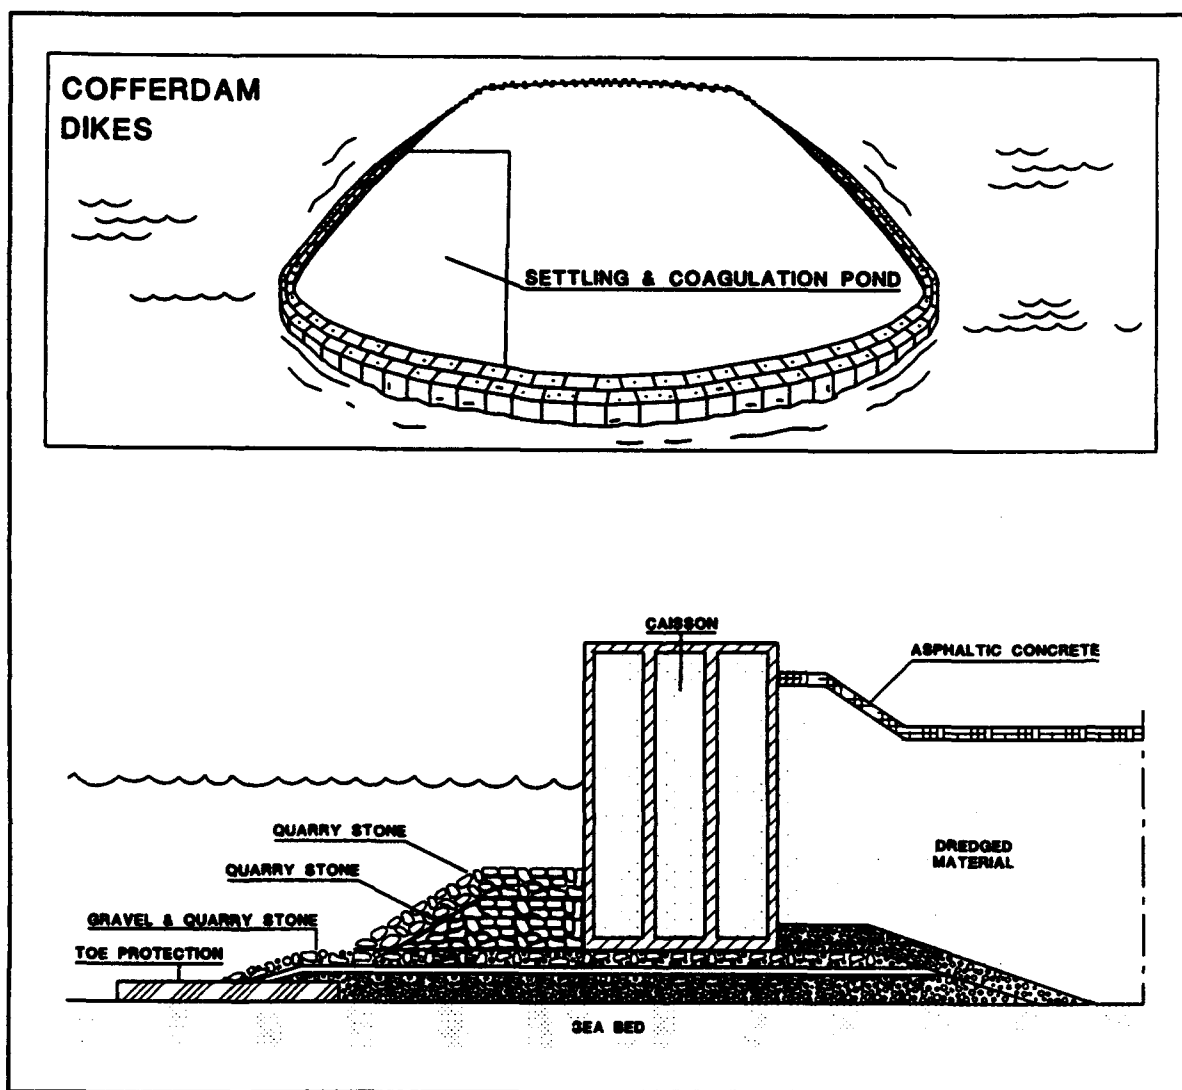 COFFERDAM
DIKES
SETTLING & COAGULATION POND
CAISSON
ASPHALTIC CONCRETE
QUARRY STONE
QUARRY STONE
DREDGED
MATERIAL
GRAVEL & QUARRY STONE
TOE PROTECTION
SEA BED